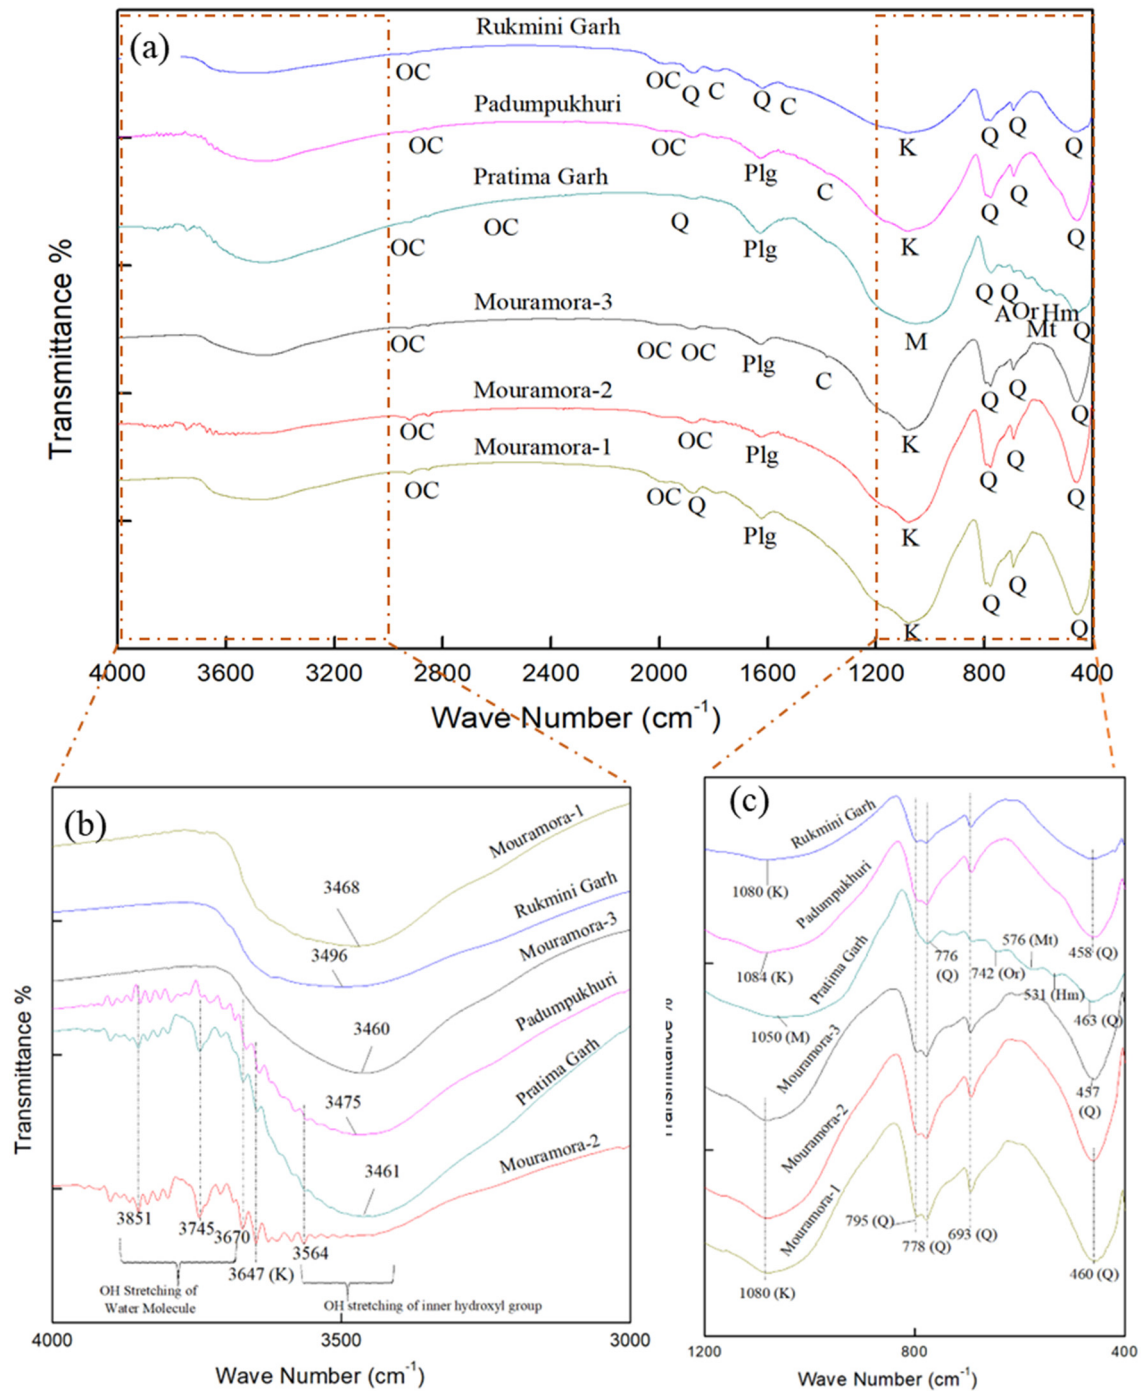 (a)
Rukmini Garh
OC
OC
Q
C
Q
C
K
Q
Q
Q
Padumpukhuri
OC
OC
Plg
C
K
Q
Q
Q
Pratima Garh
OC
OC
Q
Plg
M
Q
Q
A
Or
Hm
Mt
Q
Mouramora-3
OC
OC
OC
Plg
C
K
Q
Q
Q
Mouramora-2
OC
OC
Plg
K
Q
Q
Q
Mouramora-1
OC
OC
Q
Plg
K
Q
Q
Q
Transmittance %
4000 3600 3200 2800 2400 2000 1600 1200 800 400
Wave Number (cm-1)
(b)
Mouramora-1
3468
Rukmini Garh
3496
Mouramora-3
3460
Padumpukhuri
3475
Pratima Garh
3461
Mouramora-2
3851
3745
3670
3647 (K)
3564
OH Stretching of
Water Molecule
OH stretching of inner hydroxyl group
Transmittance %
4000 3500 3000
Wave Number (cm-1)
(c)
Rukmini Garh
1080 (K)
Padumpukhuri
1084 (K)
458 (Q)
Pratima Garh
776
(Q)
742 (Or)
576 (Mt)
531 (Hm)
463 (Q)
1050 (M)
Mouramora-3
457
(Q)
Mouramora-2
Mouramora-1
795 (Q)
778 (Q)
693 (Q)
460 (Q)
1080 (K)
Transmittance %
1200 800 400
Wave Number (cm-1)